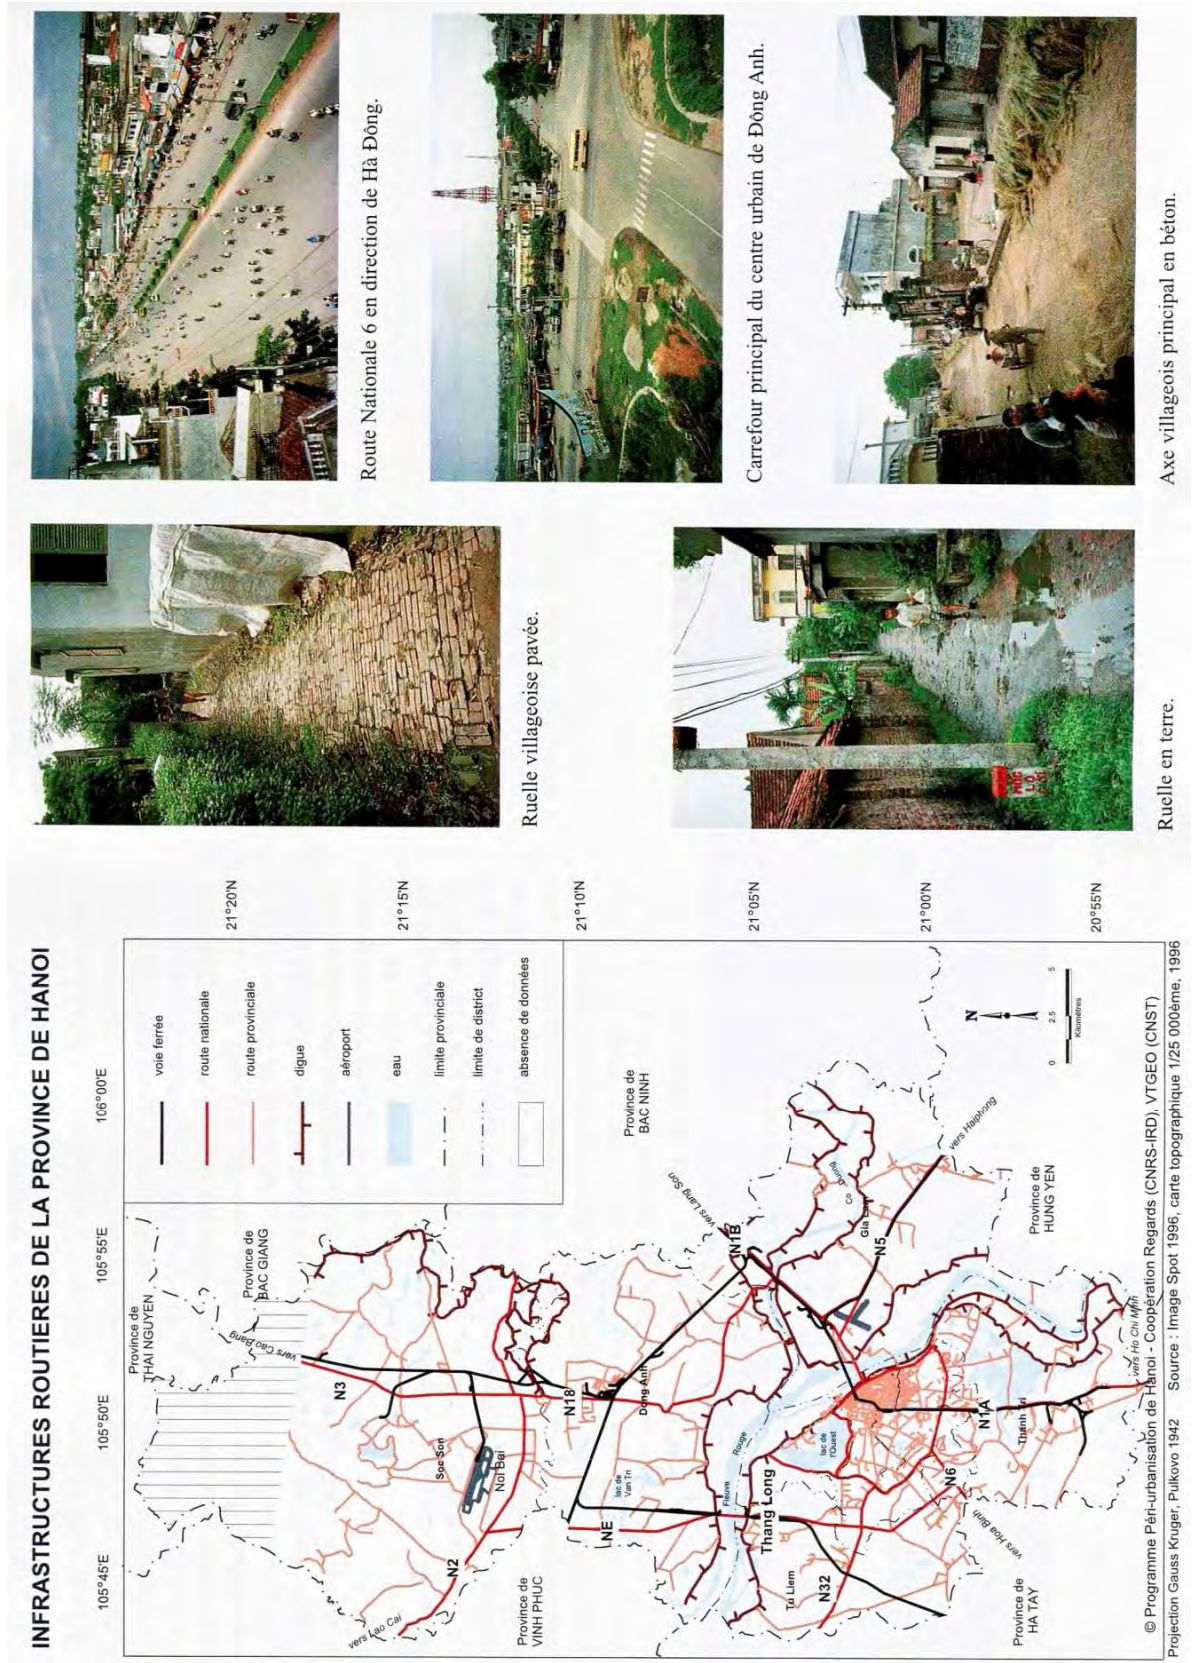 INFRASTRUCTURES ROUTIERES DE LA PROVINCE DE HANOI
105°45'E
105°50'E
105°55'E
106°00'E
21°20'N
21°15'N
21°10'N
21°05'N
21°00'N
20°55'N
voie ferrée
route nationale
route provinciale
digue
aéroport
eau
limite provinciale
limite de district
absence de données
Province de
THAI NGUYEN
Province de
BAC GIANG
vers Cao Bang
N3
Soc Son
Noi Bai
N2
vers Lao Cai
N18
Province de
VINH PHUC
Dong Anh
NE
lac de
Van Tri
Province de
BAC NINH
vers Lang Son
N1B
Fleuve
Rouge
Thang Long
Gia Lam
Duong
N5
vers Haiphong
lac de
l'Ouest
Tu Liem
N32
N6
vers Hoa Binh
Province de
HA TAY
N1A
Thanh Tri
vers Ho Chi Minh
Province de
HUNG YEN
N
0
2.5
5
Kilomètres
© Programme Péri-urbanisation de Hanoi - Coopération Regards (CNRS-IRD), VTGEO (CNST)
Projection Gauss Kruger, Pulkovo 1942 Source : Image Spot 1996, carte topographique 1/25 000ème, 1996
Ruelle villageoise pavée.
Ruelle en terre.
Route Nationale 6 en direction de Hà Đông.
Carrefour principal du centre urbain de Đông Anh.
Axe villageois principal en béton.